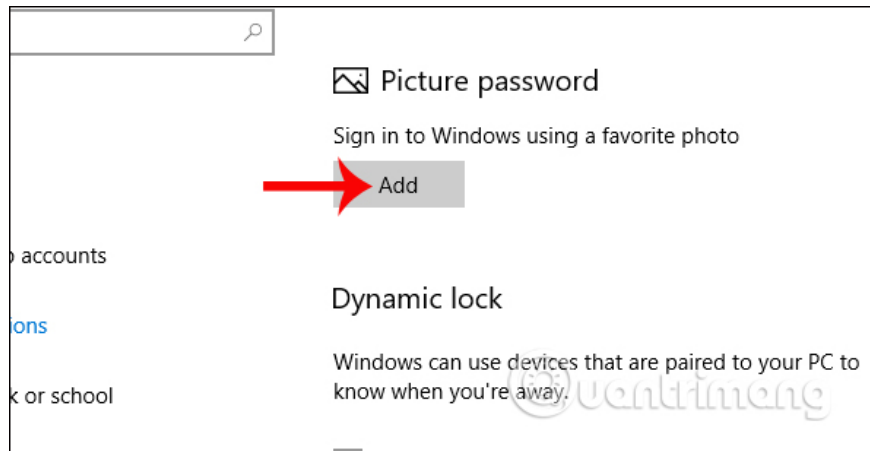 Picture password
Sign in to Windows using a favorite photo
Add
accounts
ions
Dynamic lock
Windows can use devices that are paired to your PC to
know when you're away.
k or school
Quantrimang